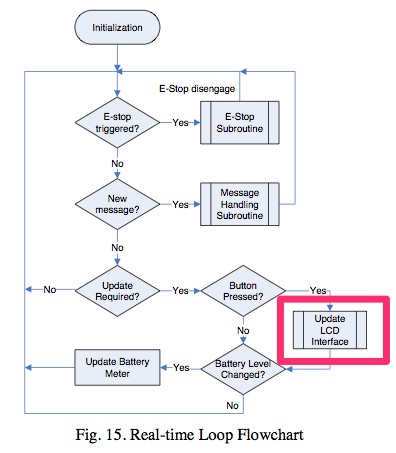 Initialization
E-Stop disengage
E-stop
triggered?
Yes
E-Stop
Subroutine
No
New
message?
Yes
Message
Handling
Subroutine
No
Update
Required?
No
Yes
Button
Pressed?
Yes
Update
LCD
Interface
No
Battery Level
Changed?
Yes
Update Battery
Meter
No
Fig. 15. Real-time Loop Flowchart